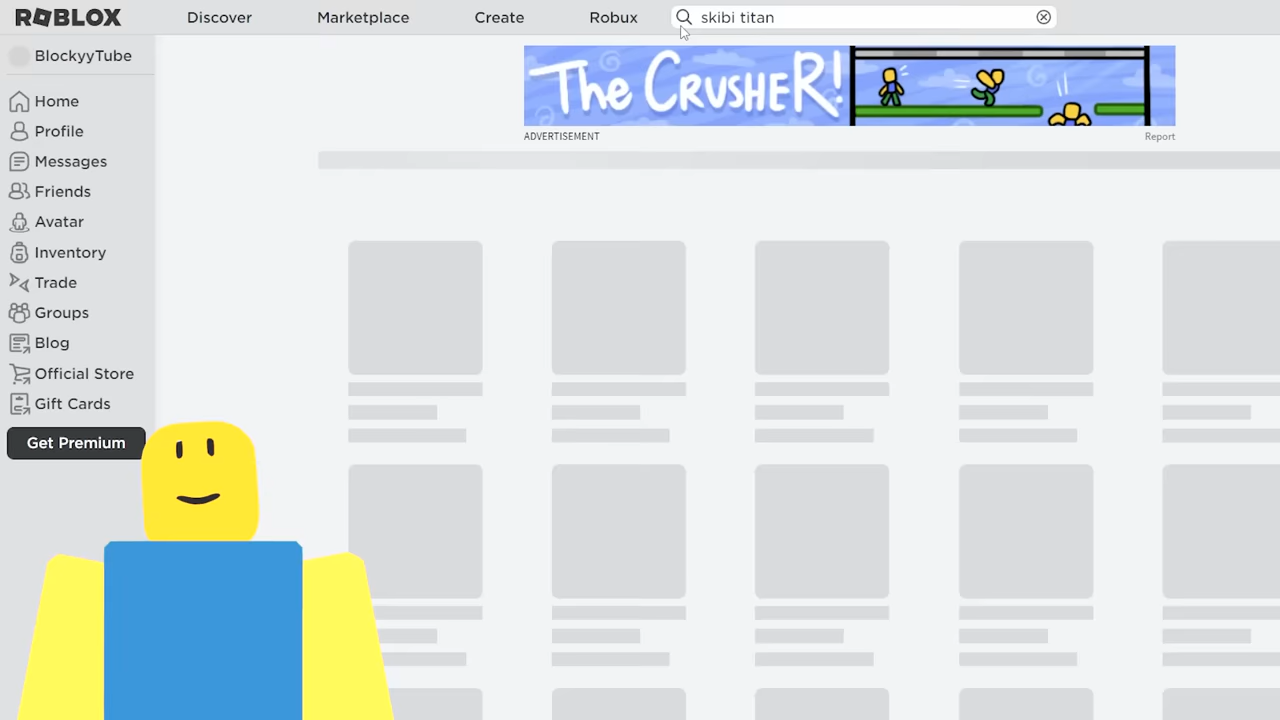 ROBLOX
Discover
Marketplace
Create
Robux
skibi titan
BlockyyTube
Home
Profile
Messages
Friends
Avatar
Inventory
Trade
Groups
Blog
Official Store
Gift Cards
Get Premium
The CRUSHER!
ADVERTISEMENT
Report